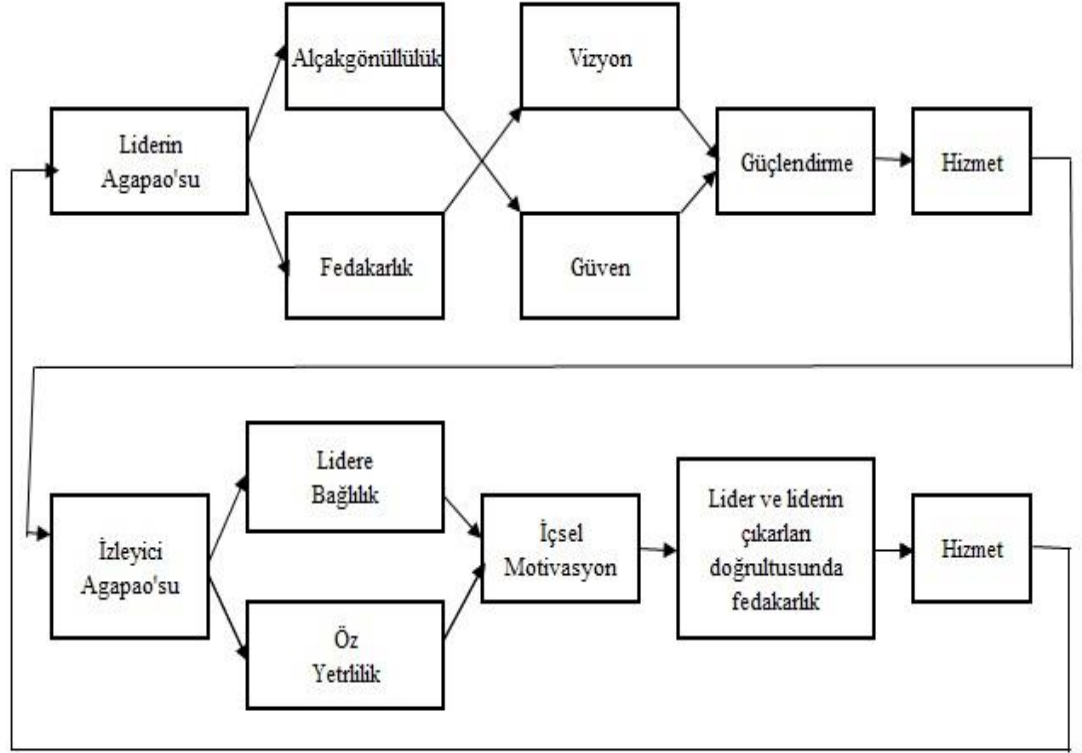 Alçakgönüllülük
Vizyon
Liderin
Agapao'su
Güçlendirme
Hizmet
Fedakarlık
Güven
Lidere
Bağlılık
İzleyici
Agapao'su
İçsel
Motivasyon
Lider ve liderin
çıkarları
doğrultusunda
fedakarlık
Hizmet
Öz
Yetrlilik